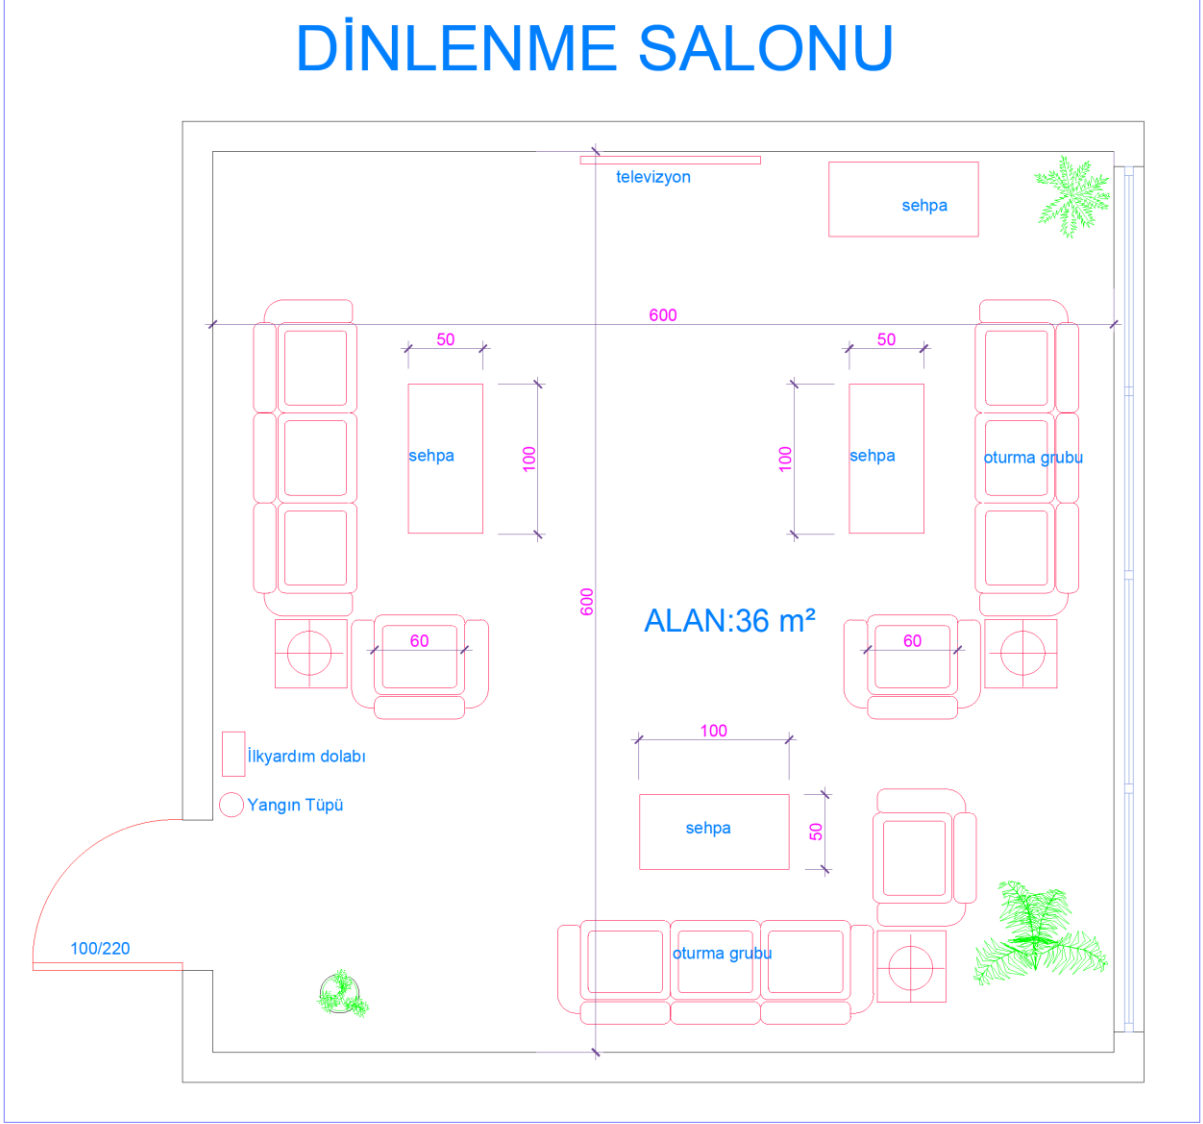 DİNLENME SALONU
televizyon
sehpa
600
50
50
sehpa
100
100
sehpa
oturma grubu
600
ALAN:36 m²
60
60
100
İlkyardım dolabı
Yangın Tüpü
sehpa
50
100/220
oturma grubu